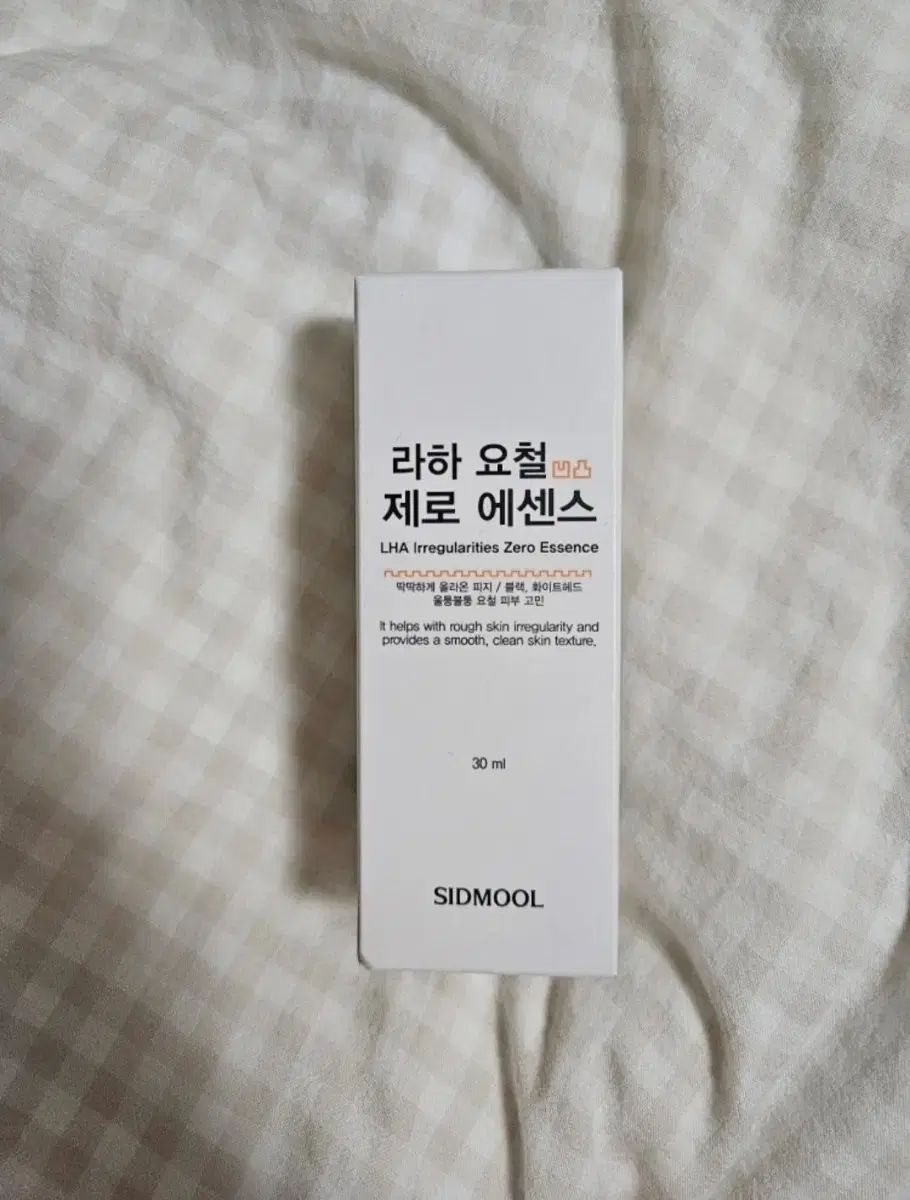 라하 요철 凹凸
제로 에센스
LHA Irregularities Zero Essence
딱딱하게 올라온 피지 / 블랙, 화이트헤드
울퉁불퉁 요철 피부 고민
It helps with rough skin irregularity and
provides a smooth, clean skin texture.
30 ml
SIDMOOL